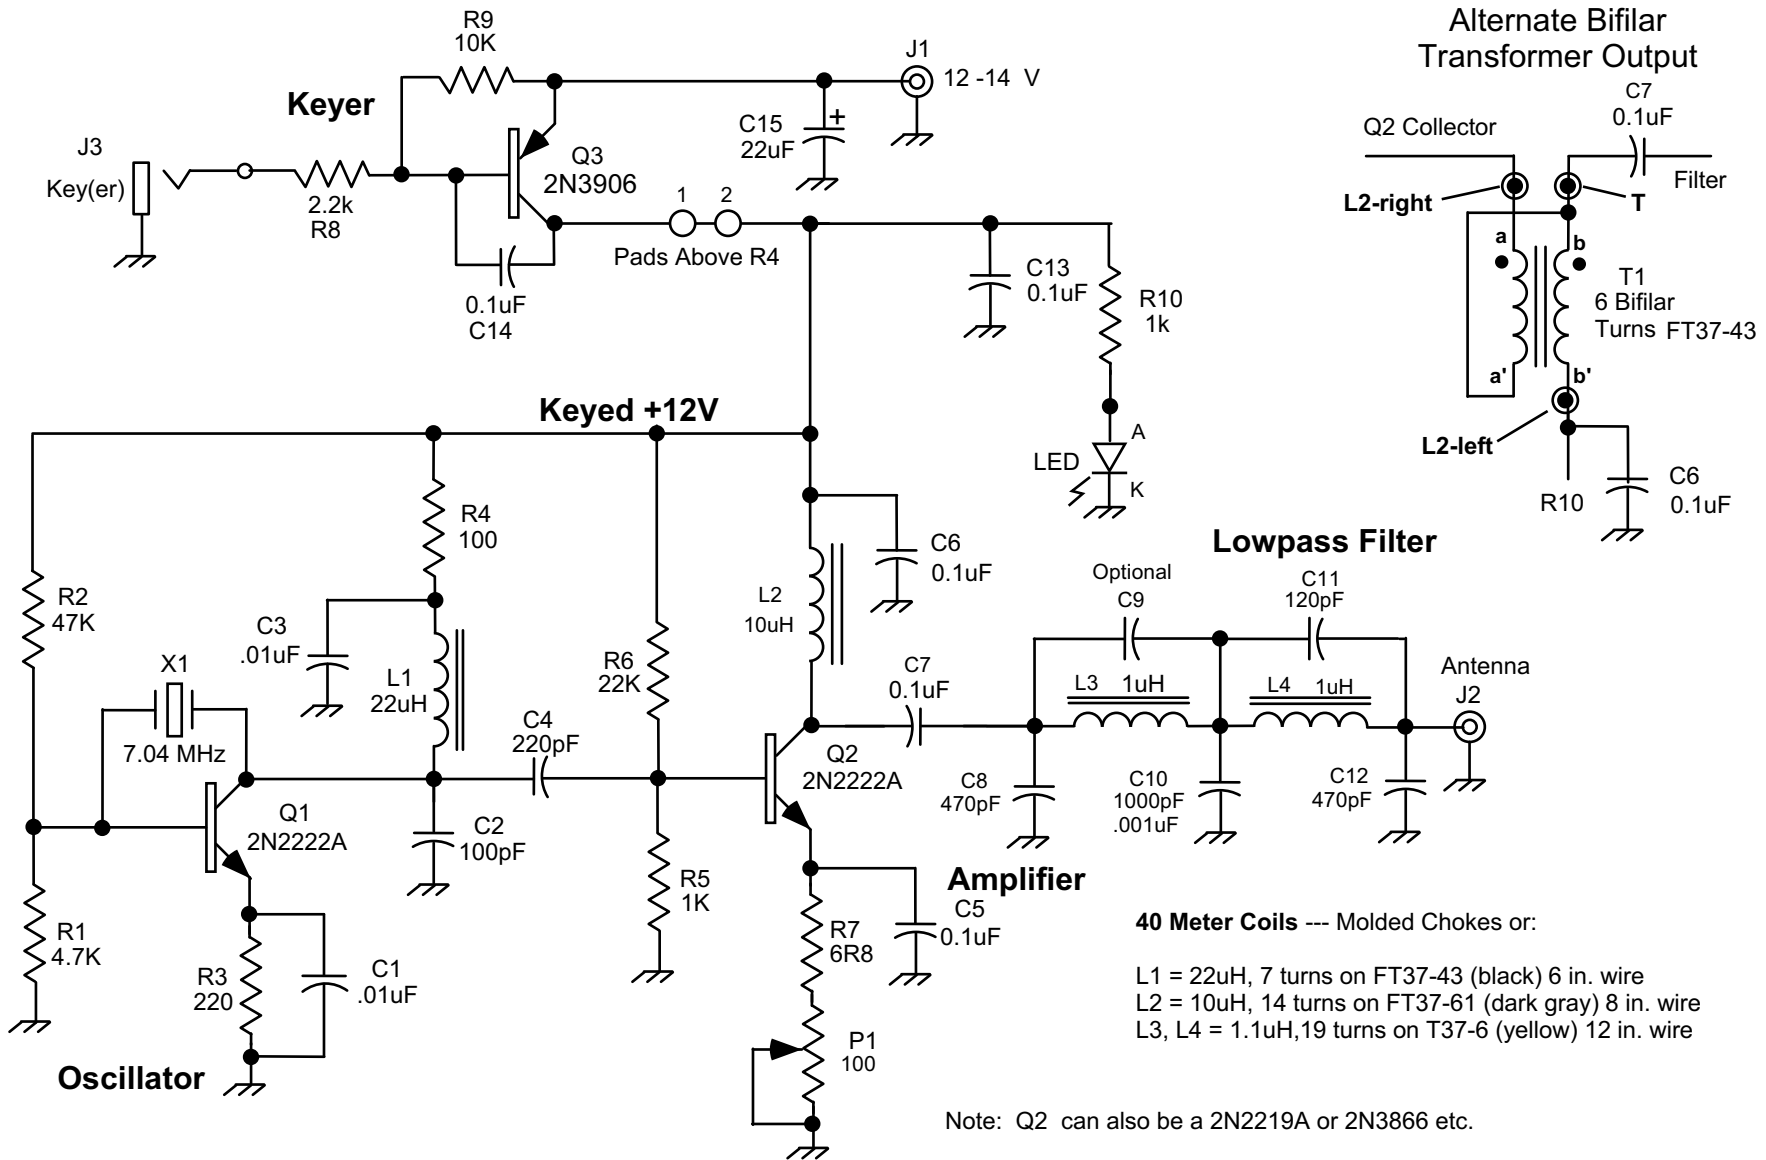 R9
10K
Keyer
J3
Key(er)
2.2k
R8
Q3
2N3906
0.1uF
C14
J1
12 -14 V
C15
+
22uF
1 2
Pads Above R4
C13
0.1uF
R10
1k
LED
A
K
Alternate Bifilar
Transformer Output
Q2 Collector
C7
0.1uF
Filter
L2-right
T
a
b
T1
6 Bifilar
Turns FT37-43
a'
b'
L2-left
R10
C6
0.1uF
Keyed +12V
R2
47K
R4
100
C3
.01uF
X1
7.04 MHz
L1
22uH
C4
220pF
R6
22K
L2
10uH
C6
0.1uF
C7
0.1uF
Q1
2N2222A
C2
100pF
R1
4.7K
R3
220
C1
.01uF
Oscillator
R5
1K
Q2
2N2222A
Amplifier
C5
0.1uF
R7
6R8
P1
100
Lowpass Filter
Optional
C9
C11
120pF
L3 1uH
L4 1uH
Antenna
J2
C8
470pF
C10
1000pF
.001uF
C12
470pF
40 Meter Coils --- Molded Chokes or:
L1 = 22uH, 7 turns on FT37-43 (black) 6 in. wire
L2 = 10uH, 14 turns on FT37-61 (dark gray) 8 in. wire
L3, L4 = 1.1uH,19 turns on T37-6 (yellow) 12 in. wire
Note: Q2 can also be a 2N2219A or 2N3866 etc.